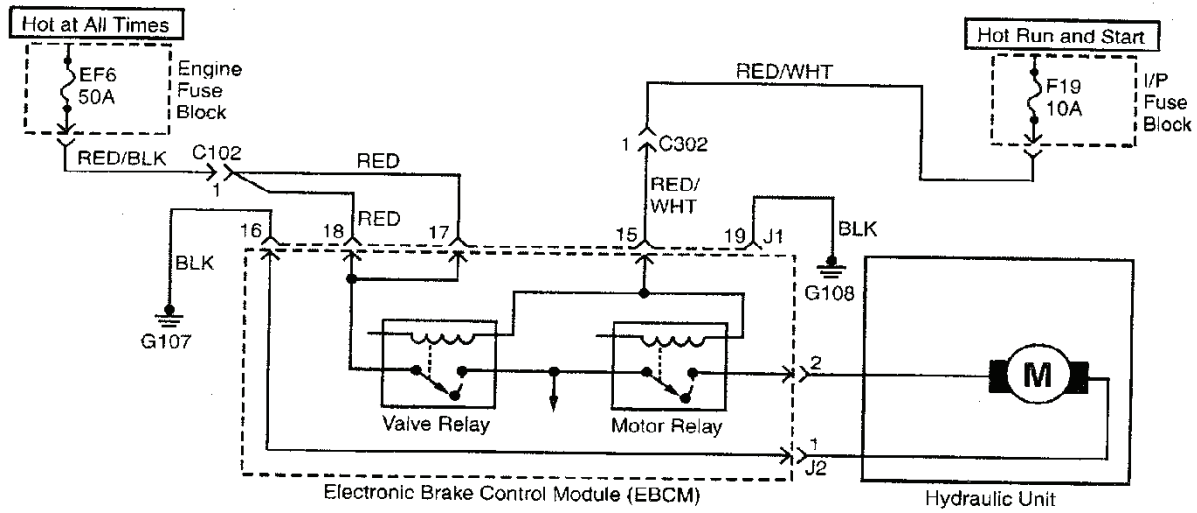 Hot at All Times
EF6
50A
Engine
Fuse
Block
RED/BLK
C102
1
RED
RED
Hot Run and Start
F19
10A
I/P
Fuse
Block
RED/WHT
1
C302
RED/
WHT
16
18
17
15
19
J1
BLK
G107
BLK
G108
Valve Relay
Motor Relay
2
1
J2
M
Electronic Brake Control Module (EBCM)
Hydraulic Unit